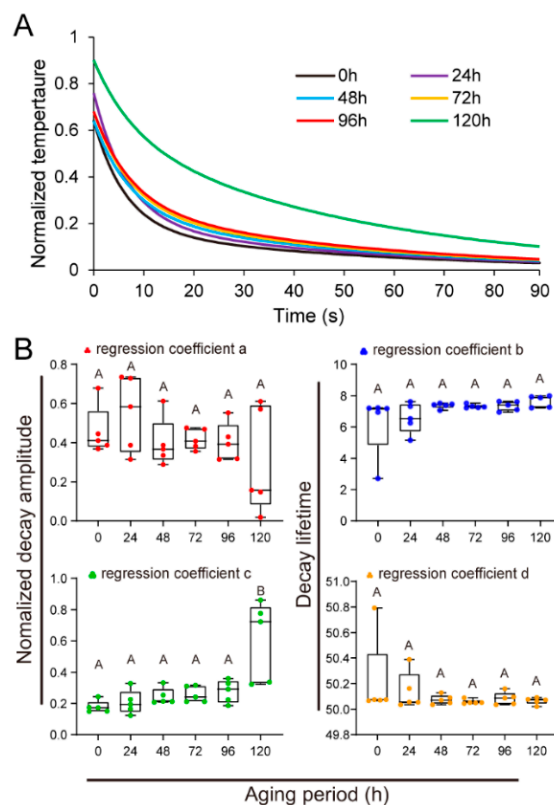 A
Normalized tempertaure
1
0.8
0.6
0.4
0.2
0
0h
24h
48h
72h
96h
120h
0 10 20 30 40 50 60 70 80 90
Time (s)
B
Nomalized decay amplitude
regression coefficient a
0.8
0.6
0.4
0.2
0.0
A A A A A A
0 24 48 72 96 120
regression coefficient c
1.0
0.8
0.6
0.4
0.2
0.0
A A A A A B
0 24 48 72 96 120
Decay lifetime
regression coefficient b
10
8
6
4
2
0
A A A A A A
0 24 48 72 96 120
regression coefficient d
51.0
50.8
50.6
50.4
50.2
50.0
49.8
A A A A A A
0 24 48 72 96 120
Aging period (h)